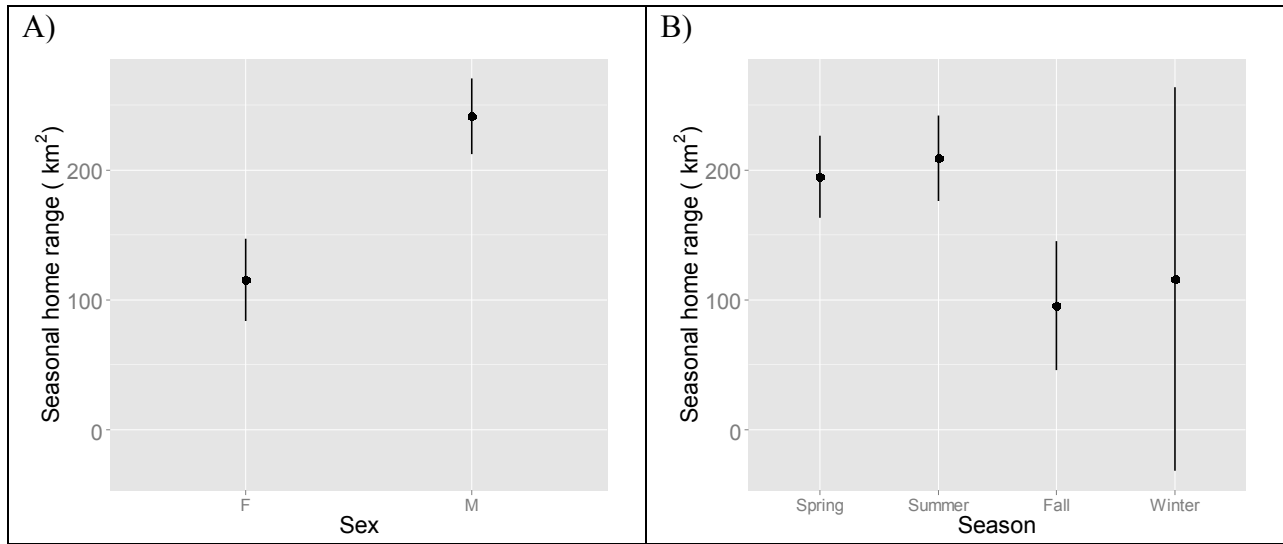 A)
Seasonal home range ( km²)
200
100
0
F M
Sex
B)
Seasonal home range ( km²)
200
100
0
Spring Summer Fall Winter
Season